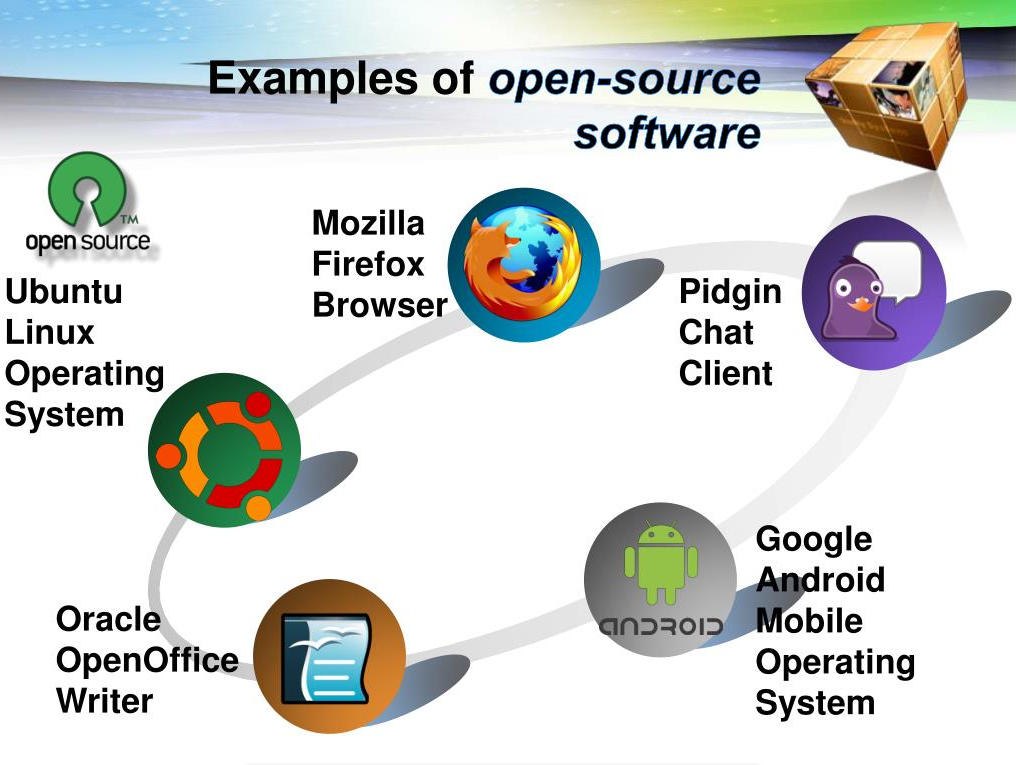 Examples of open-source
software
TM
open source
Ubuntu
Linux
Operating
System
Mozilla
Firefox
Browser
Pidgin
Chat
Client
Oracle
OpenOffice
Writer
ANDROID
Google
Android
Mobile
Operating
System